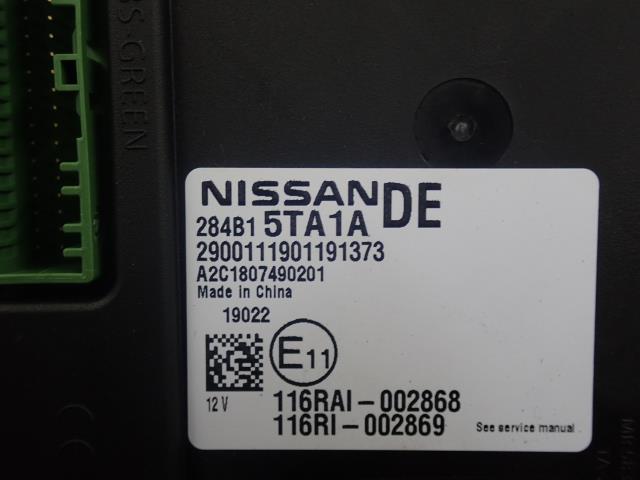 BS-GREEN
NISSAN DE
284B1 5TA1A
2900111901191373
A2C1807490201
Made in China
19022
E11
12 V
116RAI-002868
116RI-002869
See service manual